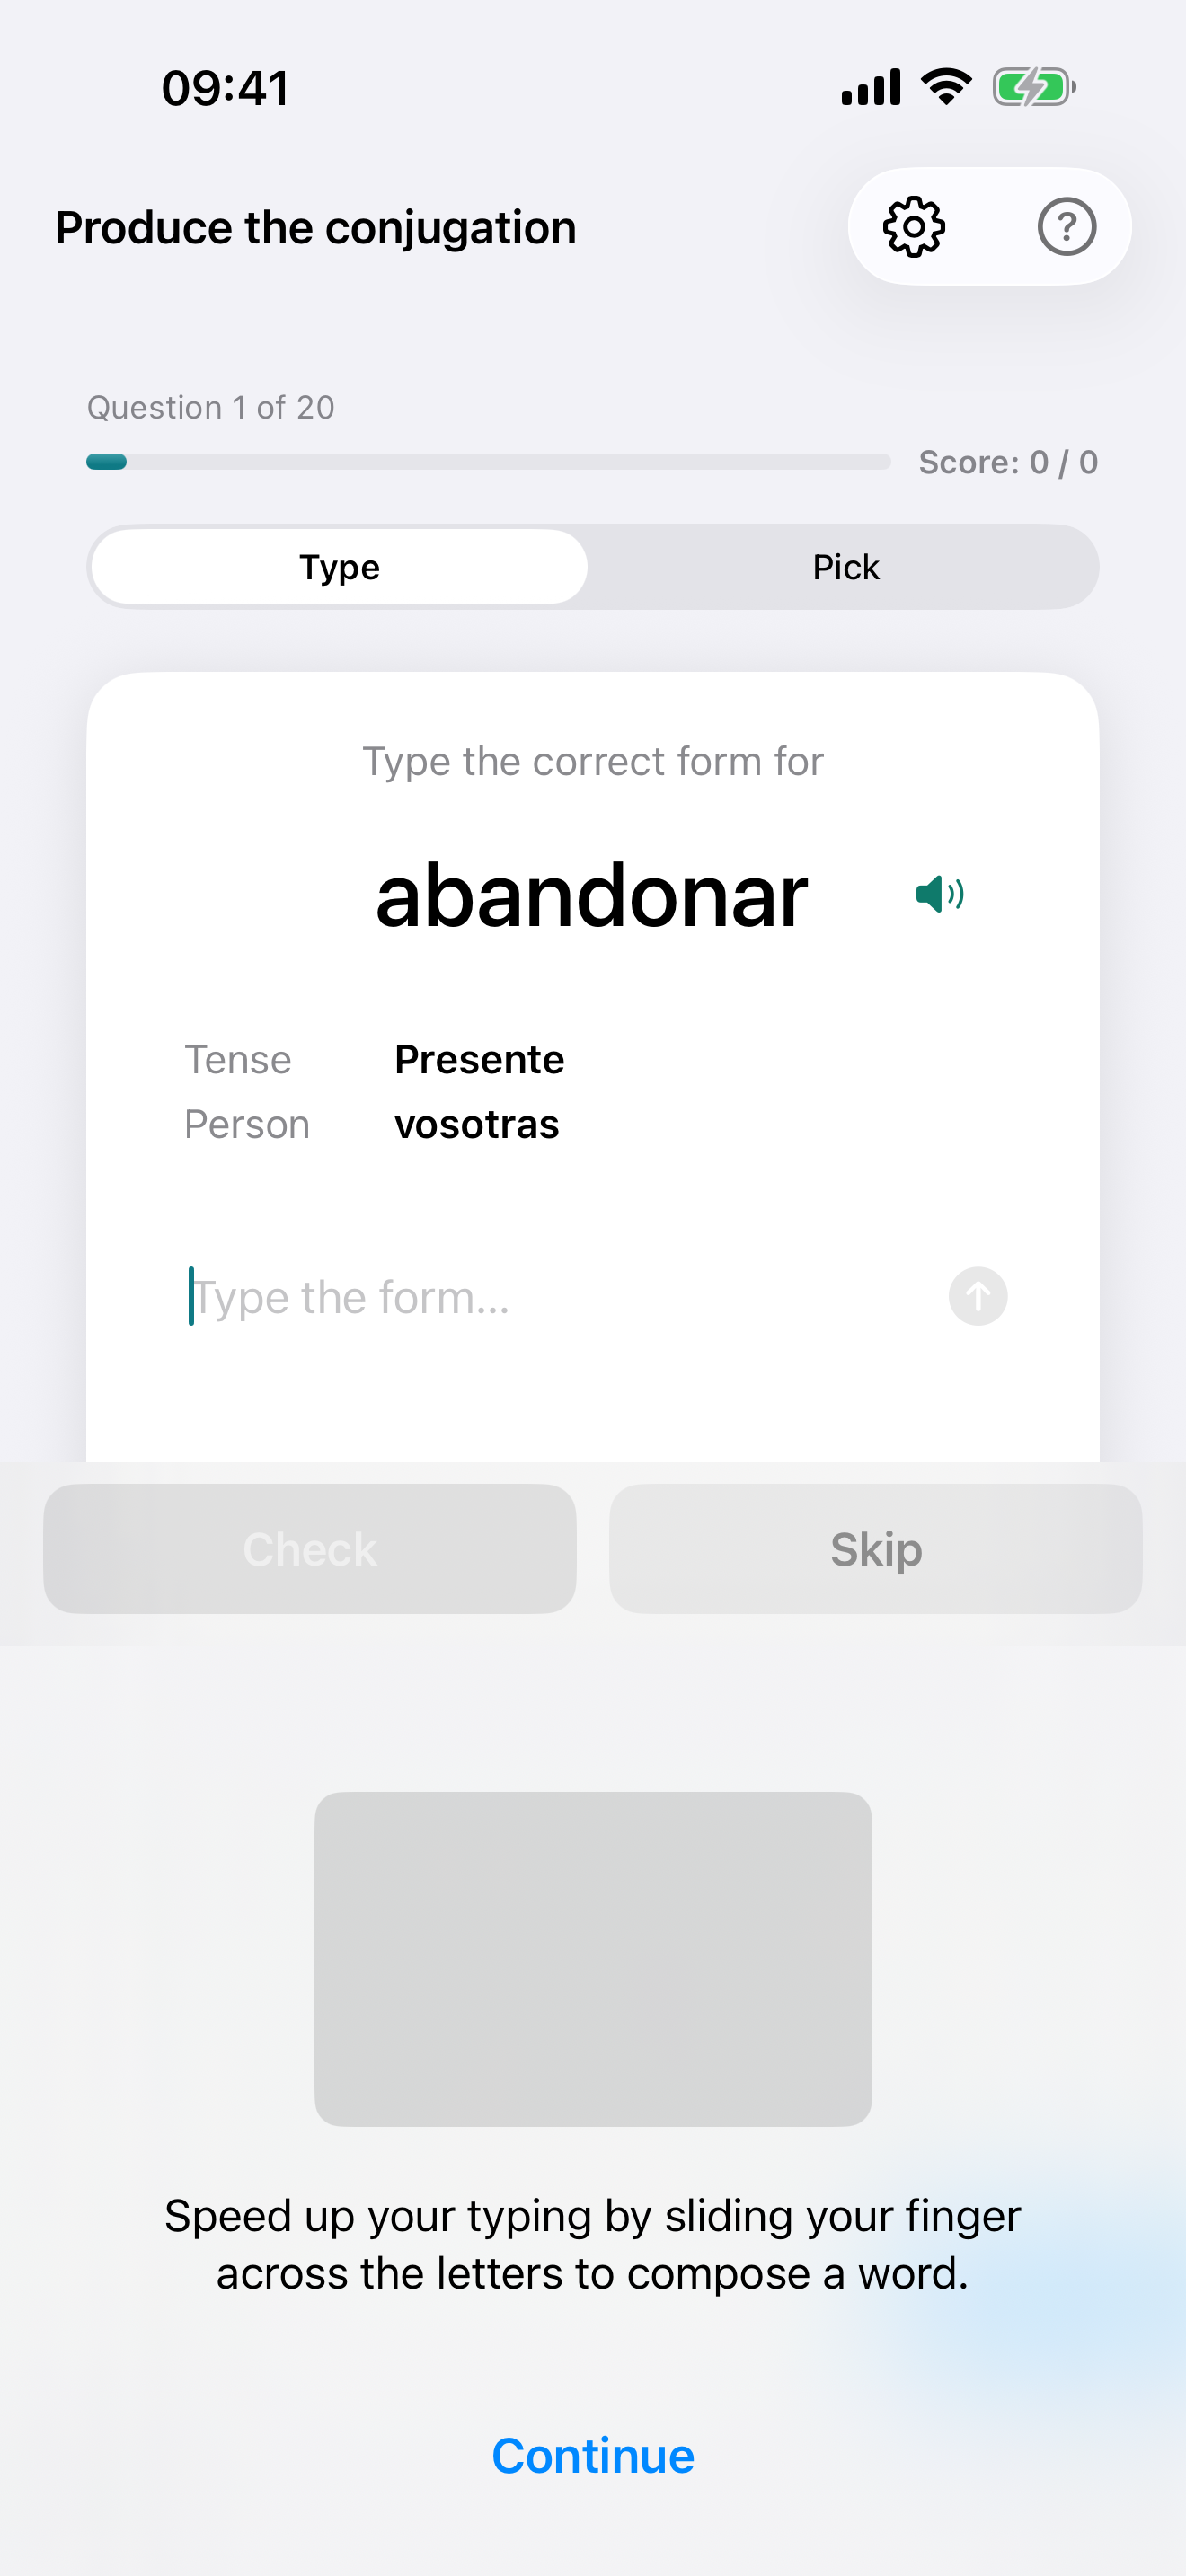 09:41
Produce the conjugation
?
Question 1 of 20
Score: 0 / 0
Type
Pick
Type the correct form for
abandonar
Tense
Presente
Person
vosotras
Type the form...
Check
Skip
Speed up your typing by sliding your finger
across the letters to compose a word.
Continue